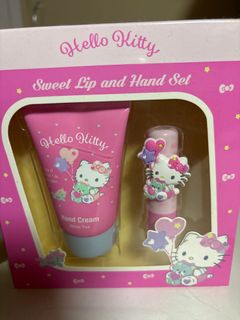 Hello Kitty
Sweet Lip and Hand Set
Hello Kitty
Hand Cream